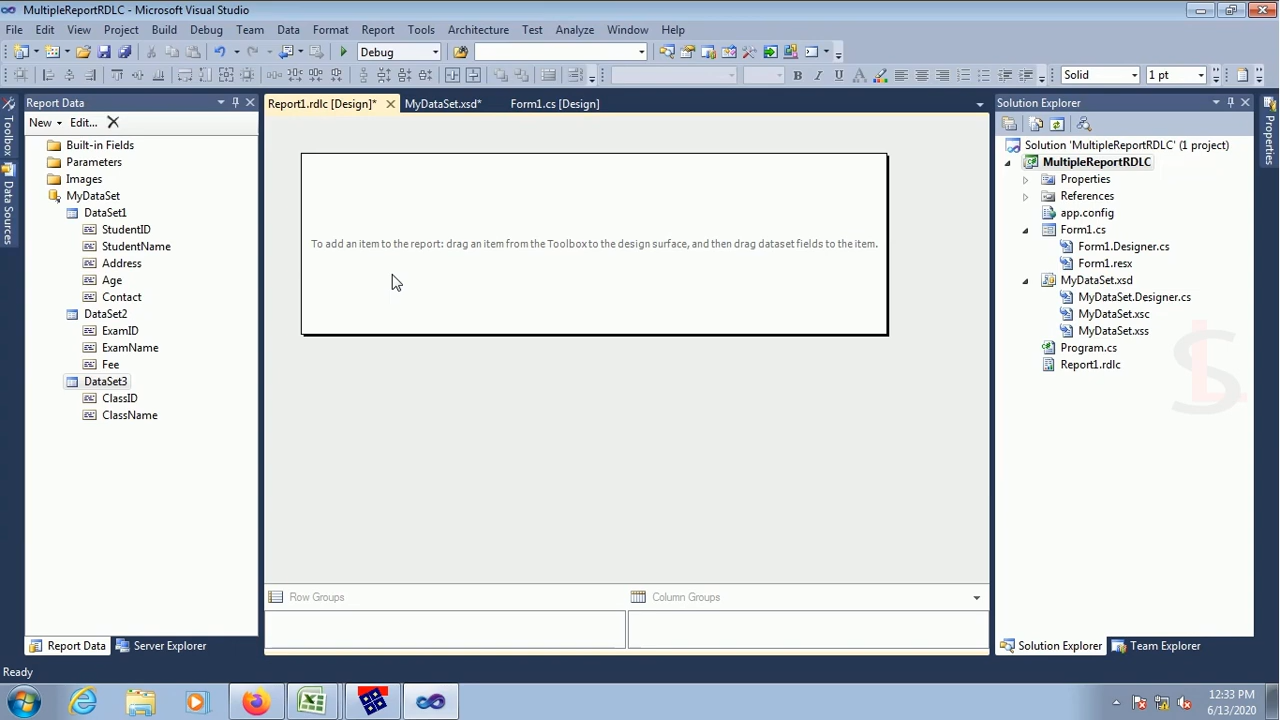 MultipleReportRDLC - Microsoft Visual Studio
File Edit View Project Build Debug Team Data Format Report Tools Architecture Test Analyze Window Help
Debug
B I U A Solid 1 pt
Report Data
Report1.rdlc [Design]* MyDataSet.xsd* Form1.cs [Design]
Solution Explorer
New Edit...
Toolbox
Data Sources
Properties
Built-in Fields
Parameters
Images
MyDataSet
DataSet1
StudentID
StudentName
Address
Age
Contact
DataSet2
ExamID
ExamName
Fee
DataSet3
ClassID
ClassName
To add an item to the report: drag an item from the Toolbox to the design surface, and then drag dataset fields to the item.
Row Groups
Column Groups
Solution 'MultipleReportRDLC' (1 project)
MultipleReportRDLC
Properties
References
app.config
Form1.cs
Form1.Designer.cs
Form1.resx
MyDataSet.xsd
MyDataSet.Designer.cs
MyDataSet.xsc
MyDataSet.xss
Program.cs
Report1.rdlc
Report Data Server Explorer
Solution Explorer Team Explorer
Ready
12:33 PM
6/13/2020